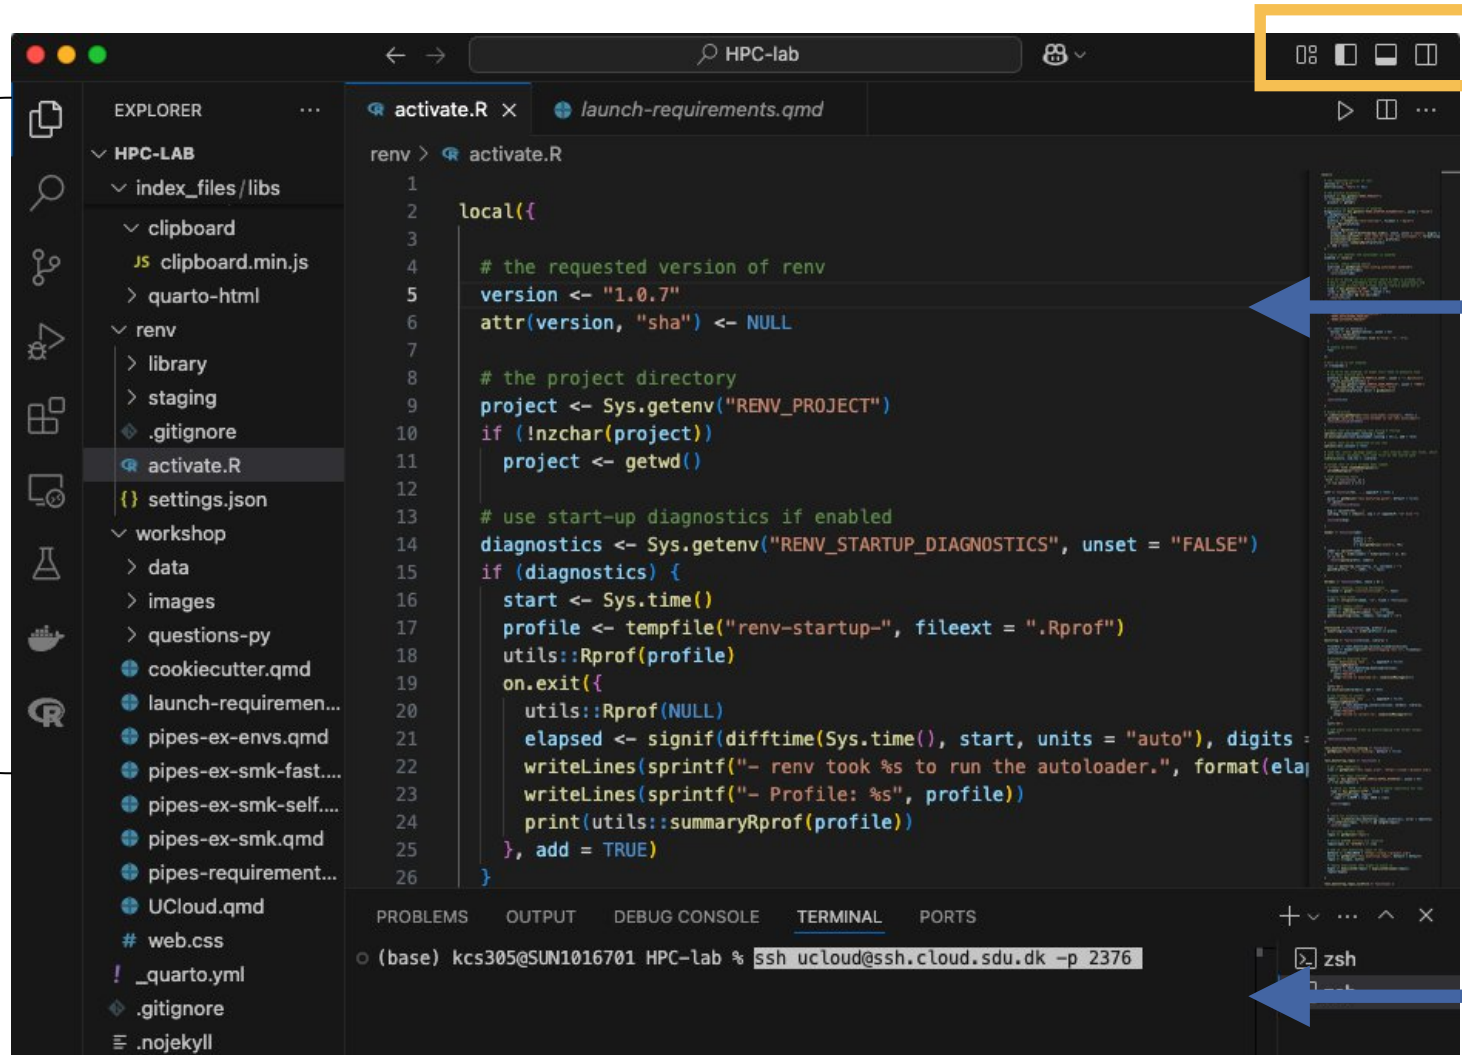 HPC-lab
EXPLORER
HPC-LAB
index_files/libs
clipboard
JS clipboard.min.js
quarto-html
renv
library
staging
.gitignore
activate.R
{} settings.json
workshop
data
images
questions-py
cookiecutter.qmd
launch-requiremen...
pipes-ex-envs.qmd
pipes-ex-smk-fast....
pipes-ex-smk-self....
pipes-ex-smk.qmd
pipes-requirement...
UCloud.qmd
# web.css
! _quarto.yml
.gitignore
.nojekyll
activate.R launch-requirements.qmd
renv > activate.R
1
2 local({
3
4 # the requested version of renv
5 version <- "1.0.7"
6 attr(version, "sha") <- NULL
7
8 # the project directory
9 project <- Sys.getenv("RENV_PROJECT")
10 if (!nzchar(project))
11 project <- getwd()
12
13 # use start-up diagnostics if enabled
14 diagnostics <- Sys.getenv("RENV_STARTUP_DIAGNOSTICS", unset = "FALSE")
15 if (diagnostics) {
16 start <- Sys.time()
17 profile <- tempfile("renv-startup-", fileext = ".Rprof")
18 utils::Rprof(profile)
19 on.exit({
20 utils::Rprof(NULL)
21 elapsed <- signif(difftime(Sys.time(), start, units = "auto"), digits =
22 writeLines(sprintf("- renv took %s to run the autoloader.", format(elap
23 writeLines(sprintf("- Profile: %s", profile))
24 print(utils::summaryRprof(profile))
25 }, add = TRUE)
26 }
PROBLEMS OUTPUT DEBUG CONSOLE TERMINAL PORTS
(base) kcs305@SUN1016701 HPC-lab % ssh ucloud@ssh.cloud.sdu.dk -p 2376
zsh